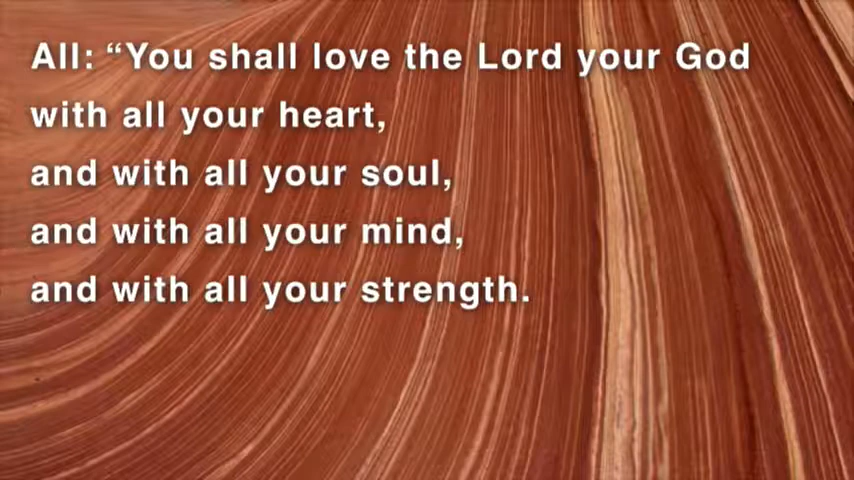 All: “You shall love the Lord your God
with all your heart,
and with all your soul,
and with all your mind,
and with all your strength.